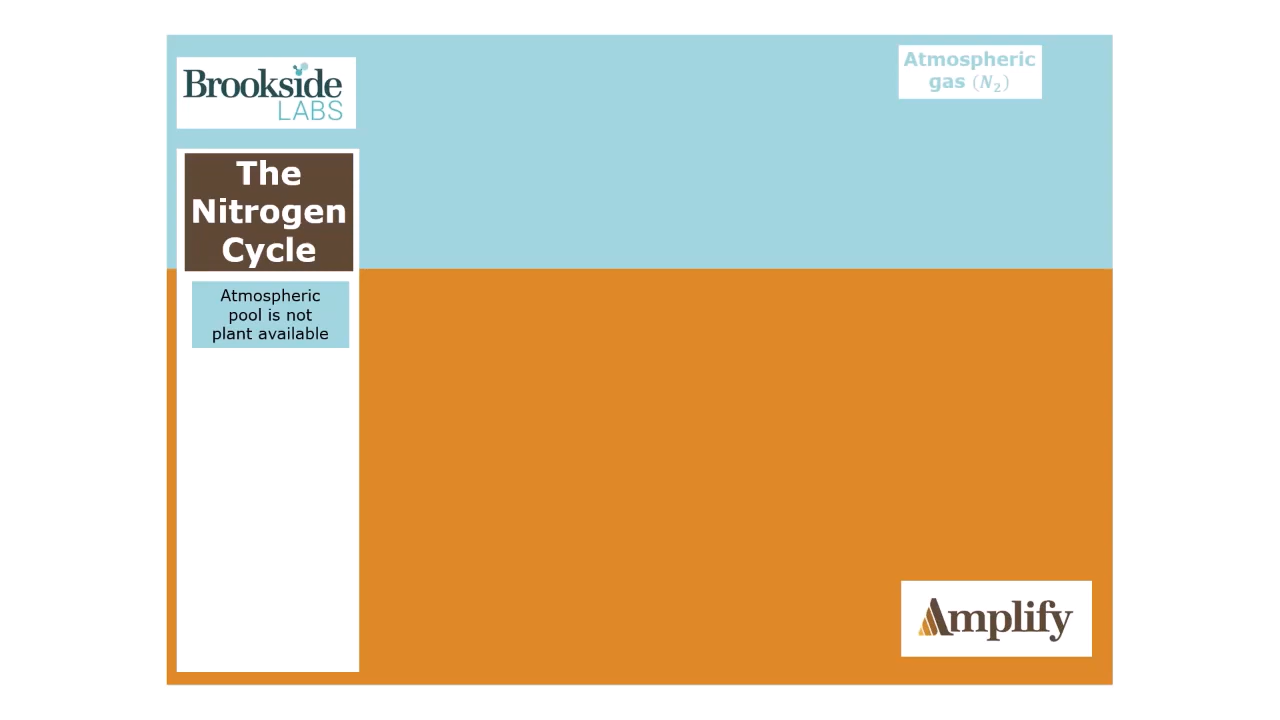 Brookside
LABS
Atmospheric
gas (N₂)
The
Nitrogen
Cycle
Atmospheric
pool is not
plant available
Amplify